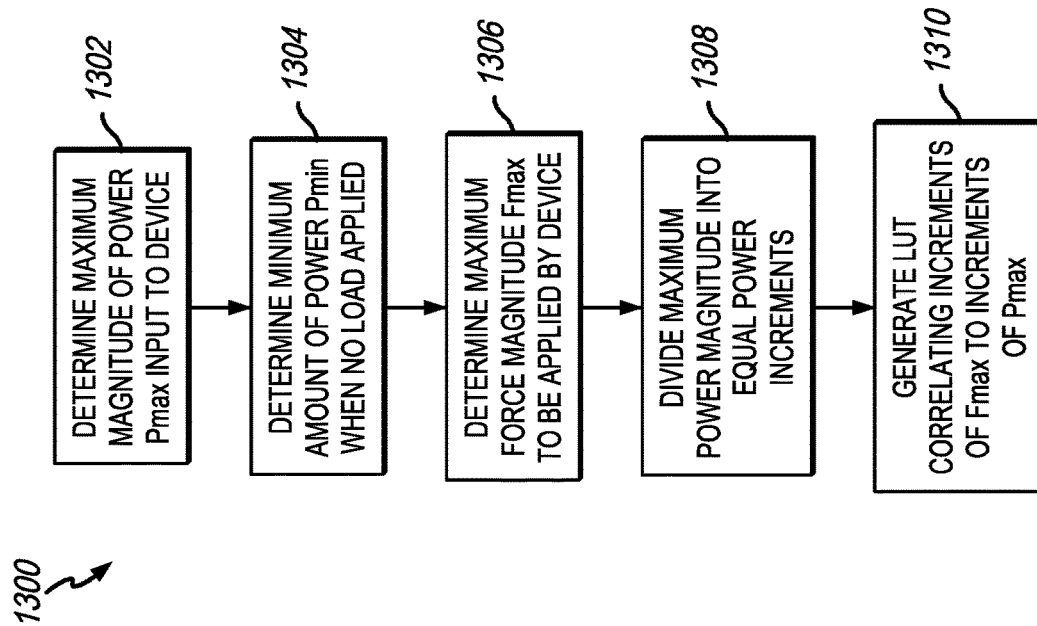 1300
1302
DETERMINE MAXIMUM
MAGNITUDE OF POWER
Pmax INPUT TO DEVICE
1304
DETERMINE MINIMUM
AMOUNT OF POWER Pmin
WHEN NO LOAD APPLIED
1306
DETERMINE MAXIMUM
FORCE MAGNITUDE Fmax
TO BE APPLIED BY DEVICE
1308
DIVIDE MAXIMUM
POWER MAGNITUDE INTO
EQUAL POWER
INCREMENTS
1310
GENERATE LUT
CORRELATING INCREMENTS
OF Fmax TO INCREMENTS
OF Pmax